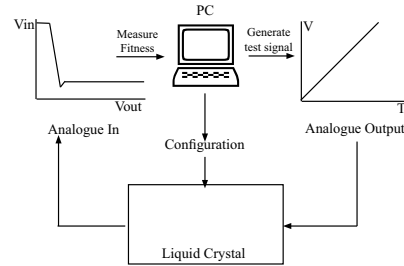 PC
Vin
Measure
Fitness
Generate
test signal
V
Vout
T
Analogue In
Analogue Output
Configuration
Liquid Crystal